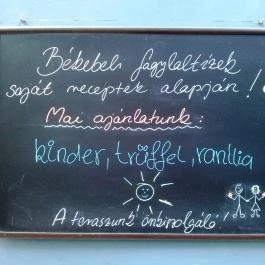 Békebeli fagylaltízek
saját receptek alapján!
Mai ajánlatunk:
kinder, trüffel, vanília
A teraszunk önkiszolgáló!